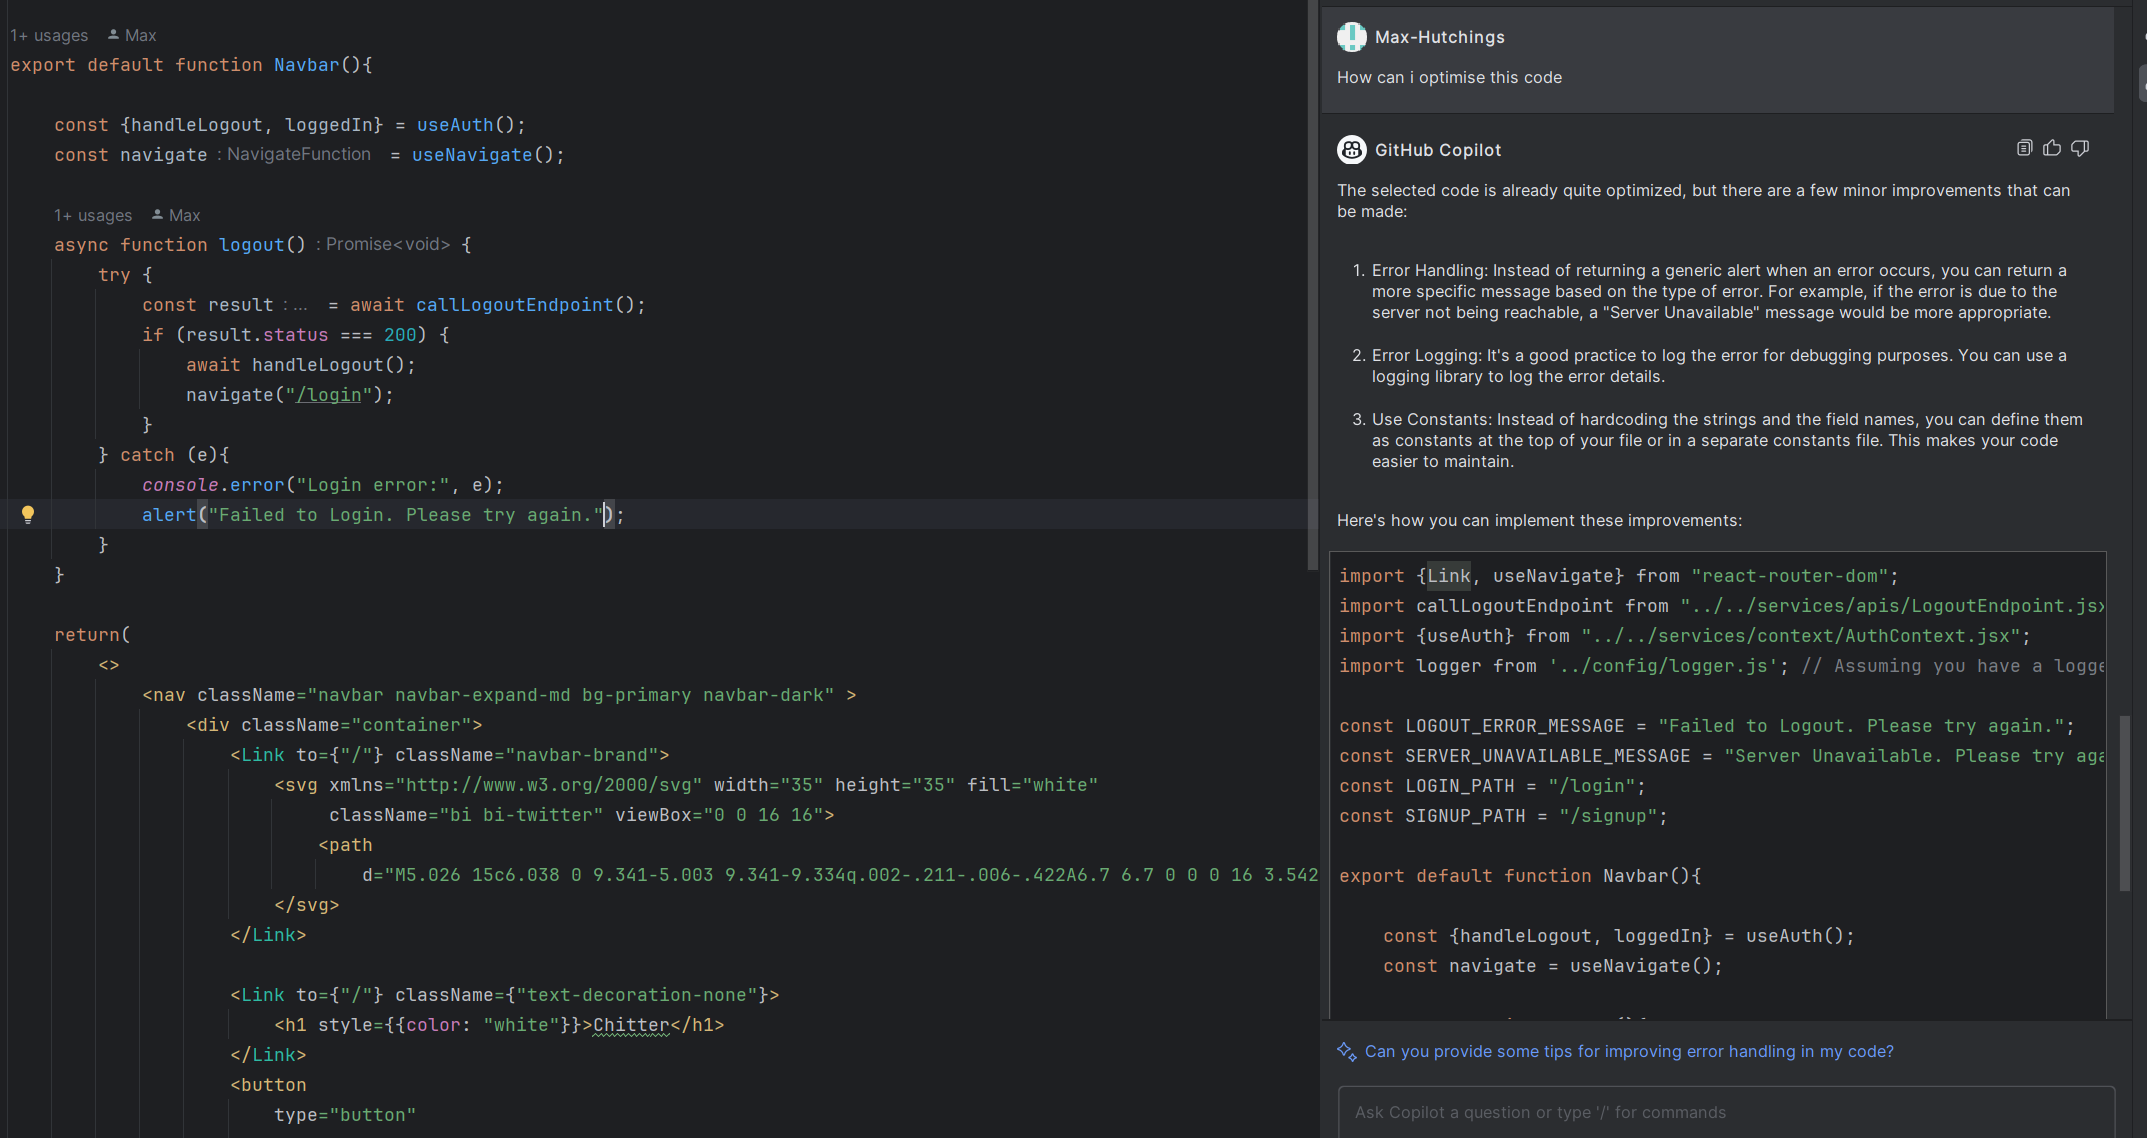 1+ usages Max
export default function Navbar(){
const {handleLogout, loggedIn} = useAuth();
const navigate : NavigateFunction = useNavigate();
1+ usages Max
async function logout() : Promise<void> {
try {
const result : ... = await callLogoutEndpoint();
if (result.status === 200) {
await handleLogout();
navigate("/login");
}
} catch (e){
console.error("Login error:", e);
alert("Failed to Login. Please try again.");
}
}
return(
<>
<nav className="navbar navbar-expand-md bg-primary navbar-dark" >
<div className="container">
<Link to={"/"} className="navbar-brand">
<svg xmlns="http://www.w3.org/2000/svg" width="35" height="35" fill="white"
className="bi bi-twitter" viewBox="0 0 16 16">
<path
d="M5.026 15c6.038 0 9.341-5.003 9.341-9.334q.002-.211-.006-.422A6.7 6.7 0 0 0 16 3.542
</svg>
</Link>
<Link to={"/"} className={"text-decoration-none"}>
<h1 style={{color: "white"}}>Chitter</h1>
</Link>
<button
type="button"
Max-Hutchings
How can i optimise this code
GitHub Copilot
The selected code is already quite optimized, but there are a few minor improvements that can
be made:
1. Error Handling: Instead of returning a generic alert when an error occurs, you can return a
more specific message based on the type of error. For example, if the error is due to the
server not being reachable, a "Server Unavailable" message would be more appropriate.
2. Error Logging: It's a good practice to log the error for debugging purposes. You can use a
logging library to log the error details.
3. Use Constants: Instead of hardcoding the strings and the field names, you can define them
as constants at the top of your file or in a separate constants file. This makes your code
easier to maintain.
Here's how you can implement these improvements:
import {Link, useNavigate} from "react-router-dom";
import callLogoutEndpoint from "../../services/apis/LogoutEndpoint.jsx
import {useAuth} from "../../services/context/AuthContext.jsx";
import logger from '../config/logger.js'; // Assuming you have a logge
const LOGOUT_ERROR_MESSAGE = "Failed to Logout. Please try again.";
const SERVER_UNAVAILABLE_MESSAGE = "Server Unavailable. Please try aga
const LOGIN_PATH = "/login";
const SIGNUP_PATH = "/signup";
export default function Navbar(){
const {handleLogout, loggedIn} = useAuth();
const navigate = useNavigate();
Can you provide some tips for improving error handling in my code?
Ask Copilot a question or type '/' for commands